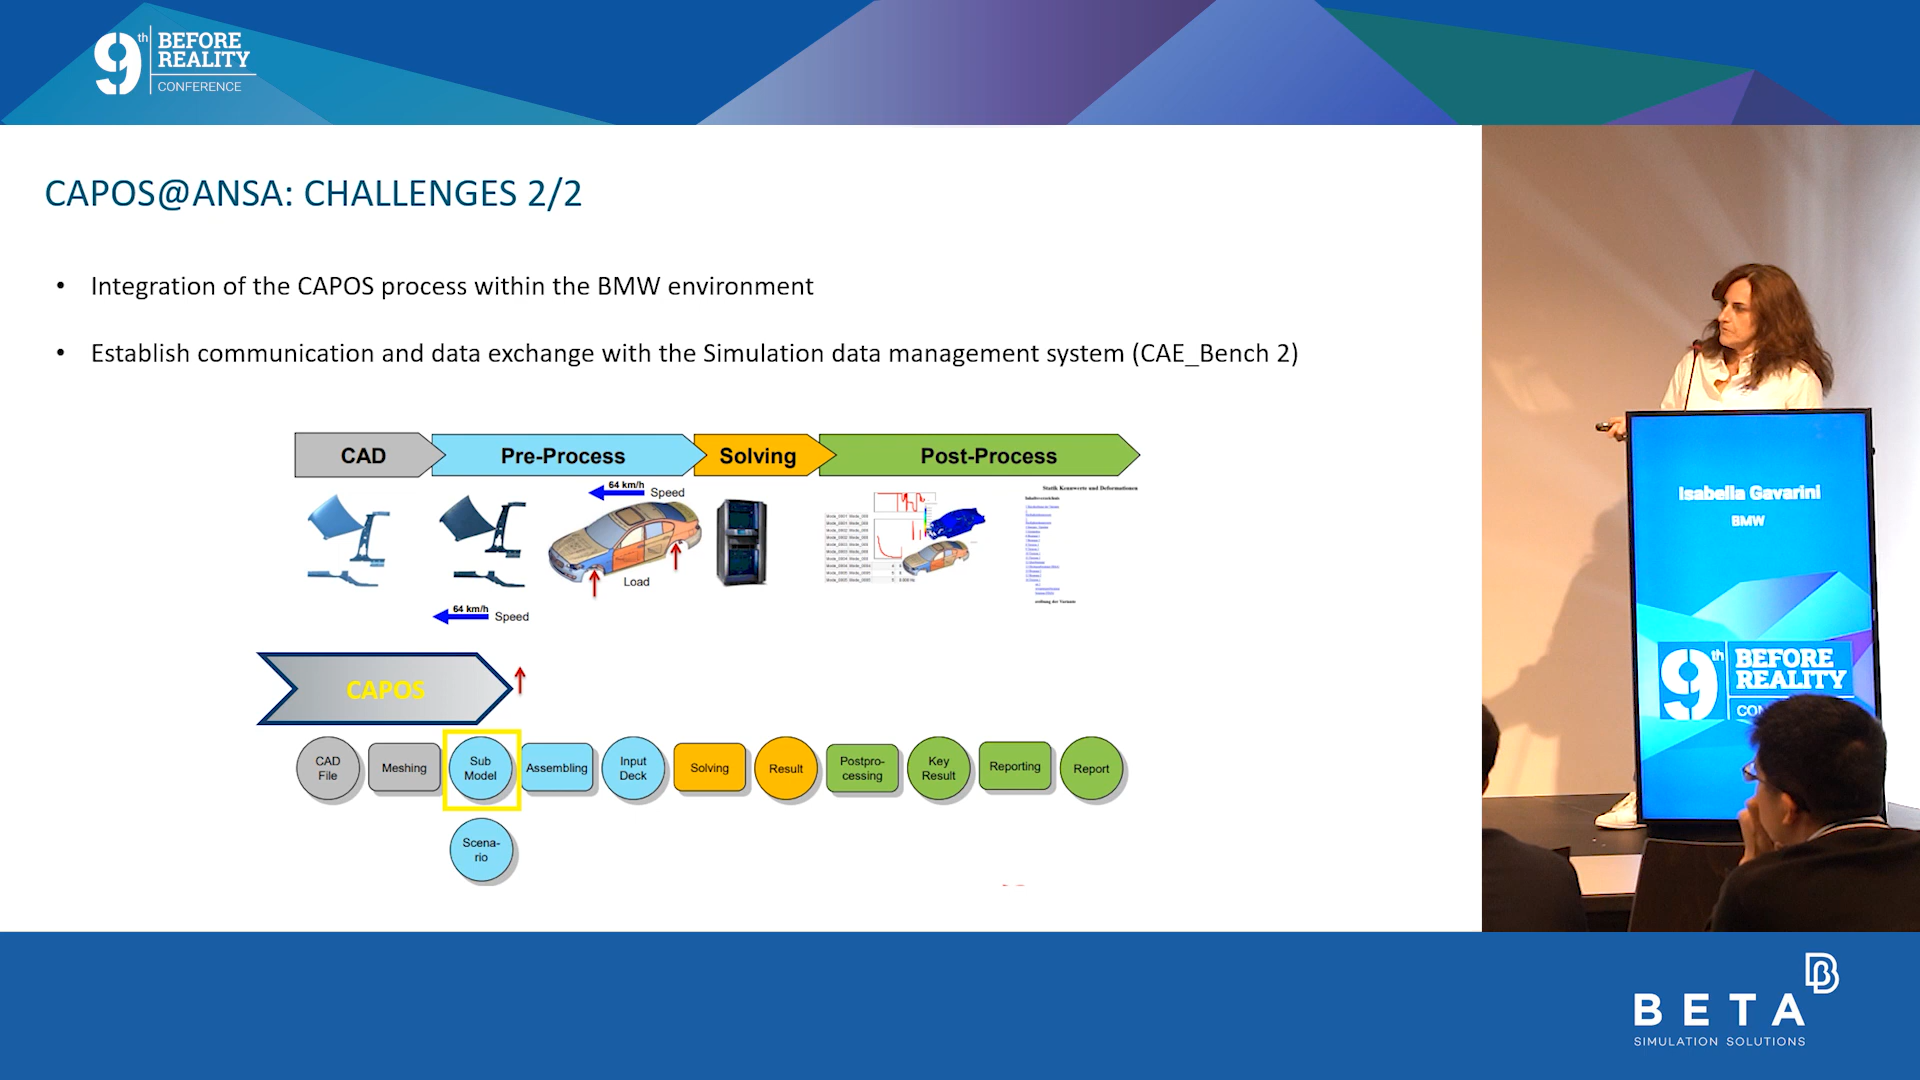 9th BEFORE
REALITY
CONFERENCE
CAPOS@ANSA: CHALLENGES 2/2
• Integration of the CAPOS process within the BMW environment
• Establish communication and data exchange with the Simulation data management system (CAE_Bench 2)
CAD
Pre-Process
Solving
Post-Process
64 km/h
Speed
Load
Statik Kennwerte und Deformationen
64 km/h
Speed
CAPOS
CAD
File
Meshing
Sub
Model
Assembling
Input
Deck
Solving
Result
Postpro-
cessing
Key
Result
Reporting
Report
Scena-
rio
Isabella Gavarini
BMW
9th BEFORE
REALITY
BETA
SIMULATION SOLUTIONS